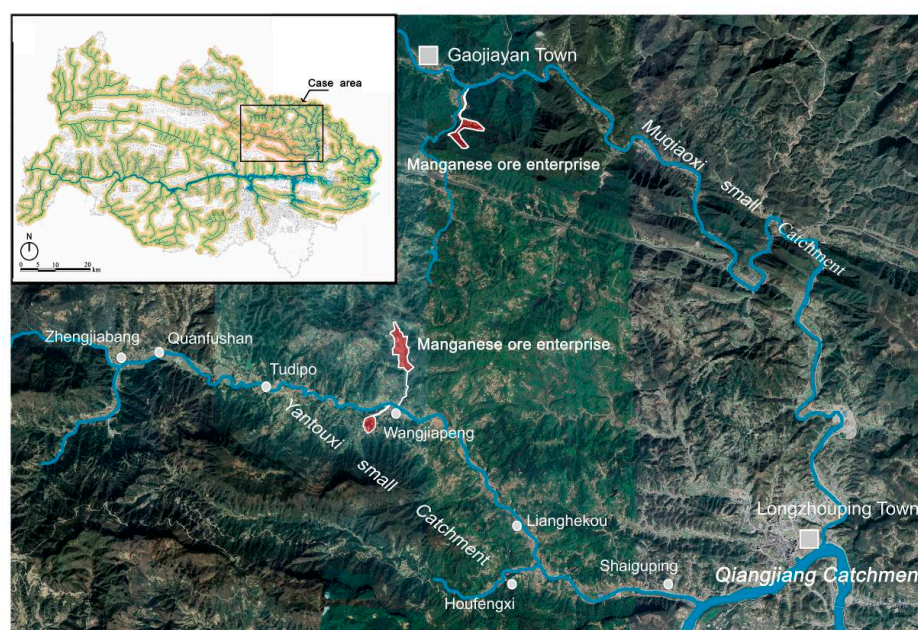 Case area
N
0 5 10 20
km
Gaojiayan Town
Manganese ore enterprise
Muqiaoxi small Catchment
Manganese ore enterprise
Zhengjiabang
Quanfushan
Tudipo
Wangjiapeng
Yantouxi small Catchment
Lianghekou
Longzhouping Town
Shaiguping
Qiangjiang Catchmen
Houfengxi